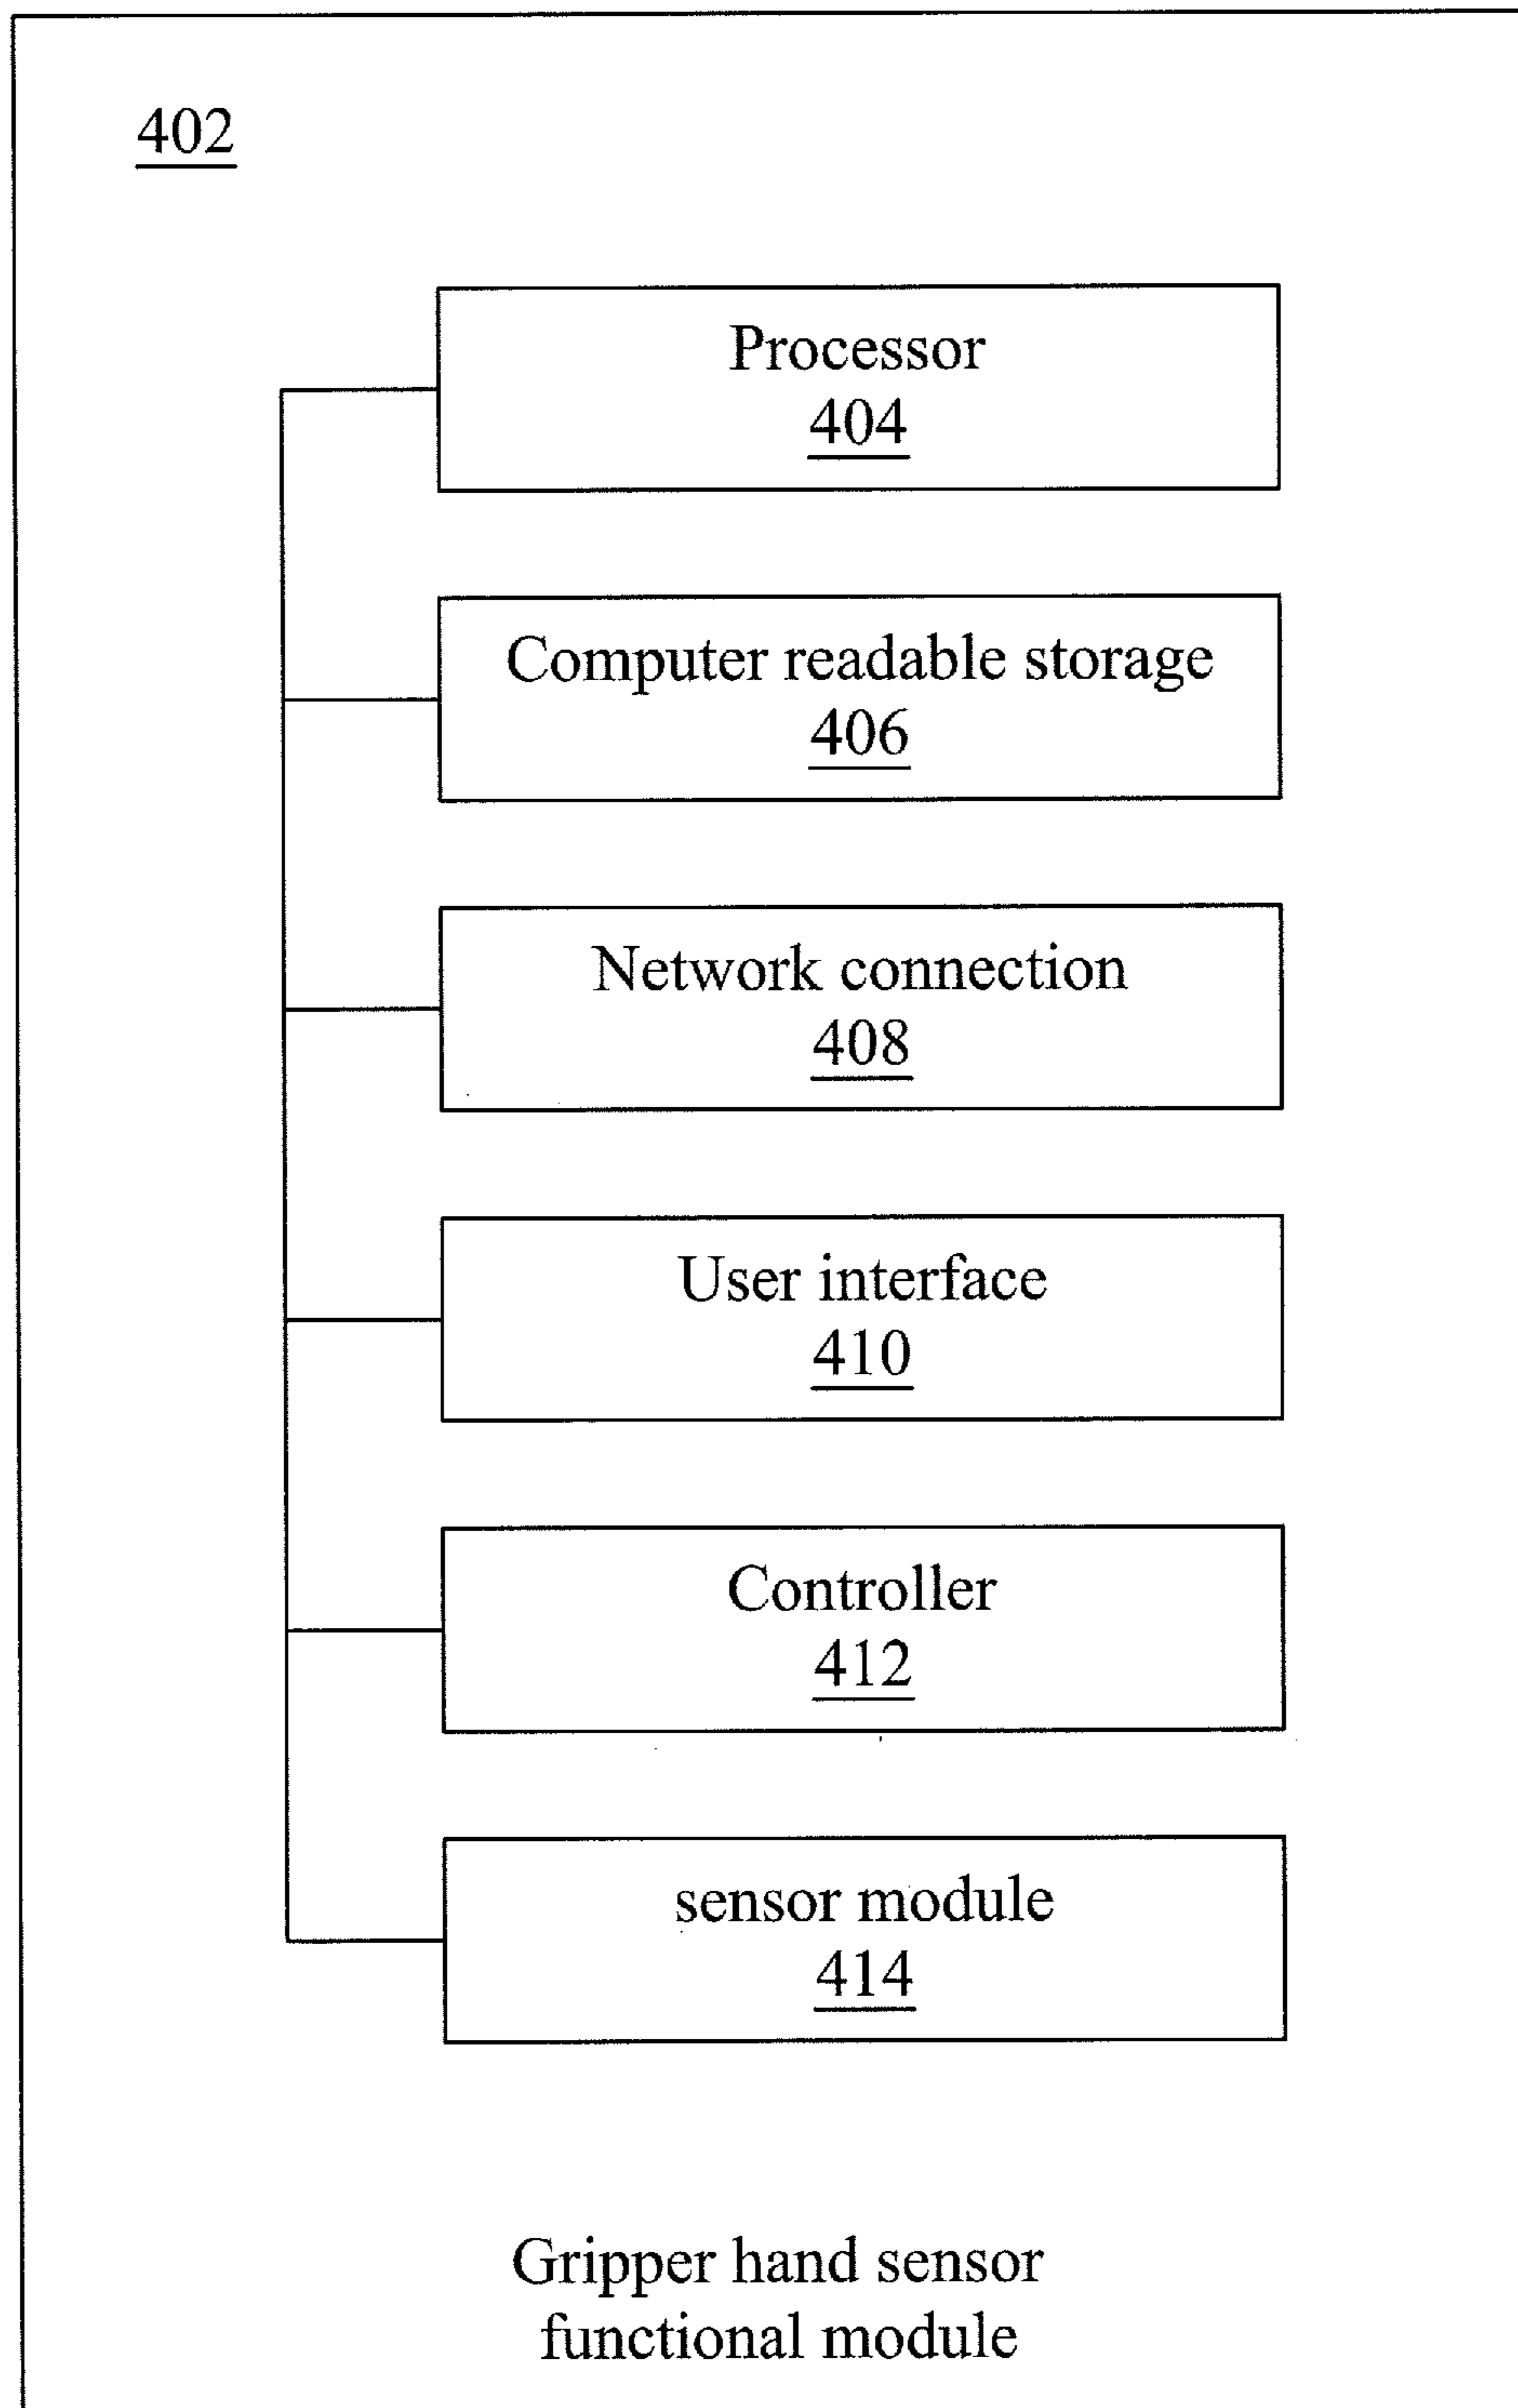 402
Processor
404
Computer readable storage
406
Network connection
408
User interface
410
Controller
412
sensor module
414
Gripper hand sensor
functional module